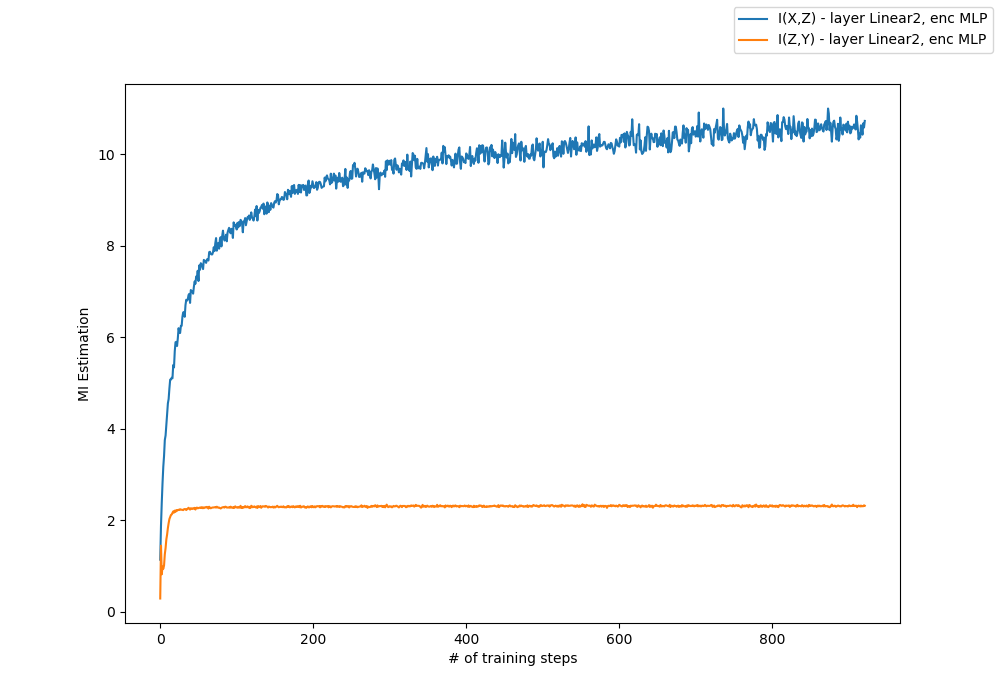 I(X,Z) - layer Linear2, enc MLP
I(Z,Y) - layer Linear2, enc MLP
10
8
6
4
2
0
MI Estimation
0 200 400 600 800
# of training steps